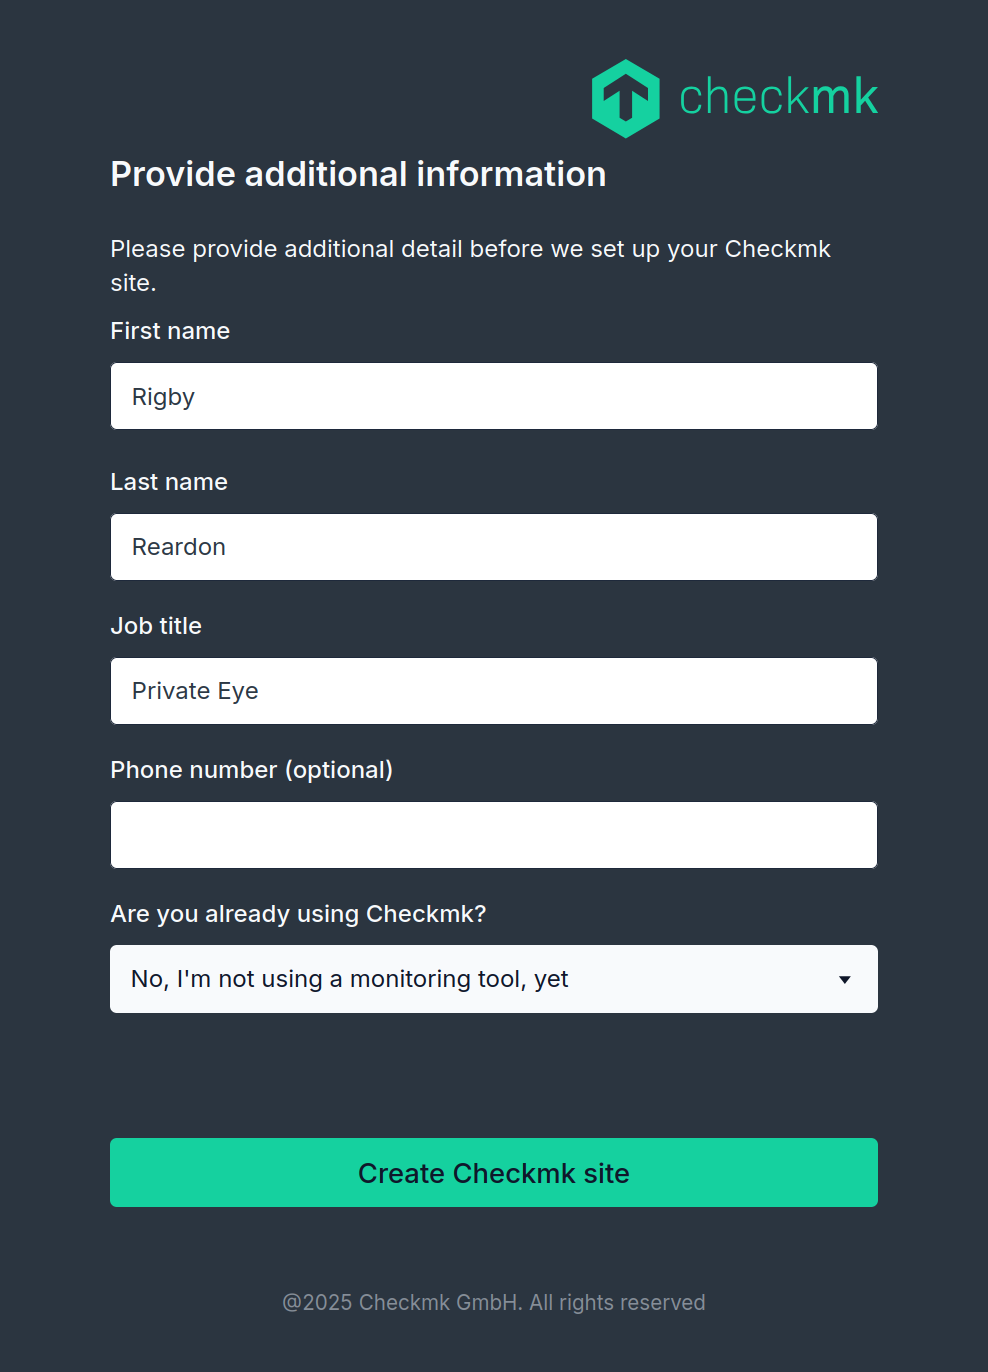 checkmk
Provide additional information
Please provide additional detail before we set up your Checkmk
site.
First name
Rigby
Last name
Reardon
Job title
Private Eye
Phone number (optional)
Are you already using Checkmk?
No, I'm not using a monitoring tool, yet
Create Checkmk site
@2025 Checkmk GmbH. All rights reserved